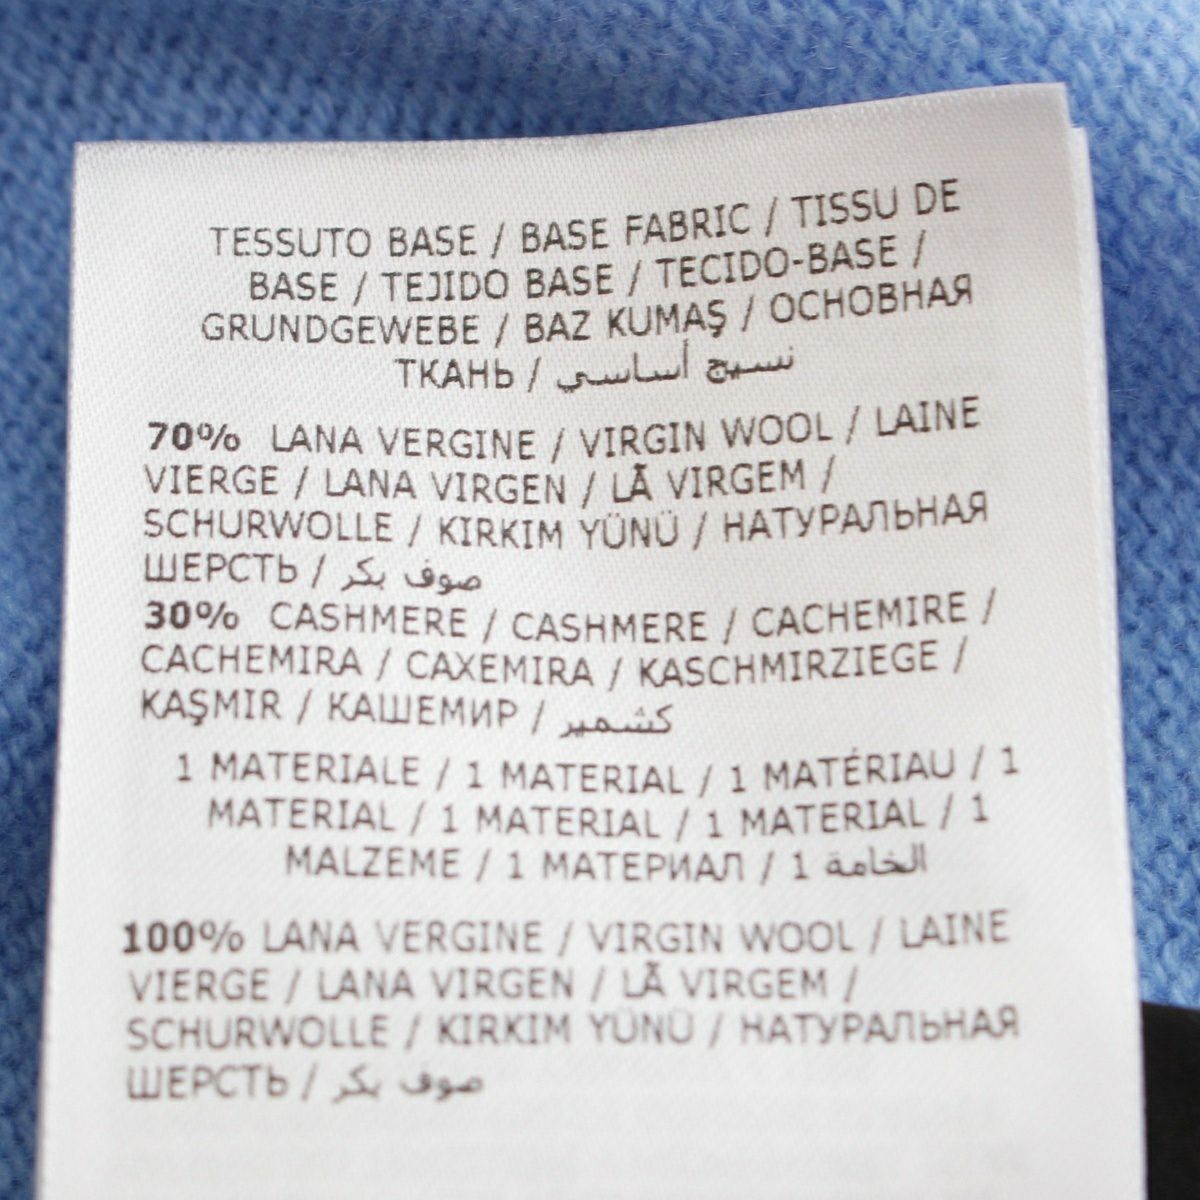 TESSUTO BASE / BASE FABRIC / TISSU DE
BASE / TEJIDO BASE / TECIDO-BASE /
GRUNDGEWEBE / BAZ KUMAŞ / ОСНОВНАЯ
ТКАНЬ / نسيج أساسي
70% LANA VERGINE / VIRGIN WOOL / LAINE
VIERGE / LANA VIRGEN / LÃ VIRGEM /
SCHURWOLLE / KIRKIM YÜNÜ / НАТУРАЛЬНАЯ
ШЕРСТЬ / صوف بكر
30% CASHMERE / CASHMERE / CACHEMIRE /
CACHEMIRA / CAXEMIRA / KASCHMIRZIEGE /
KAŞMIR / КАШЕМИР / كشمير
1 MATERIALE / 1 MATERIAL / 1 MATÉRIAU / 1
MATERIAL / 1 MATERIAL / 1 MATERIAL / 1
MALZEME / 1 МАТЕРИАЛ / 1 الخامة
100% LANA VERGINE / VIRGIN WOOL / LAINE
VIERGE / LANA VIRGEN / LÃ VIRGEM /
SCHURWOLLE / KIRKIM YÜNÜ / НАТУРАЛЬНАЯ
ШЕРСТЬ / صوف بكر